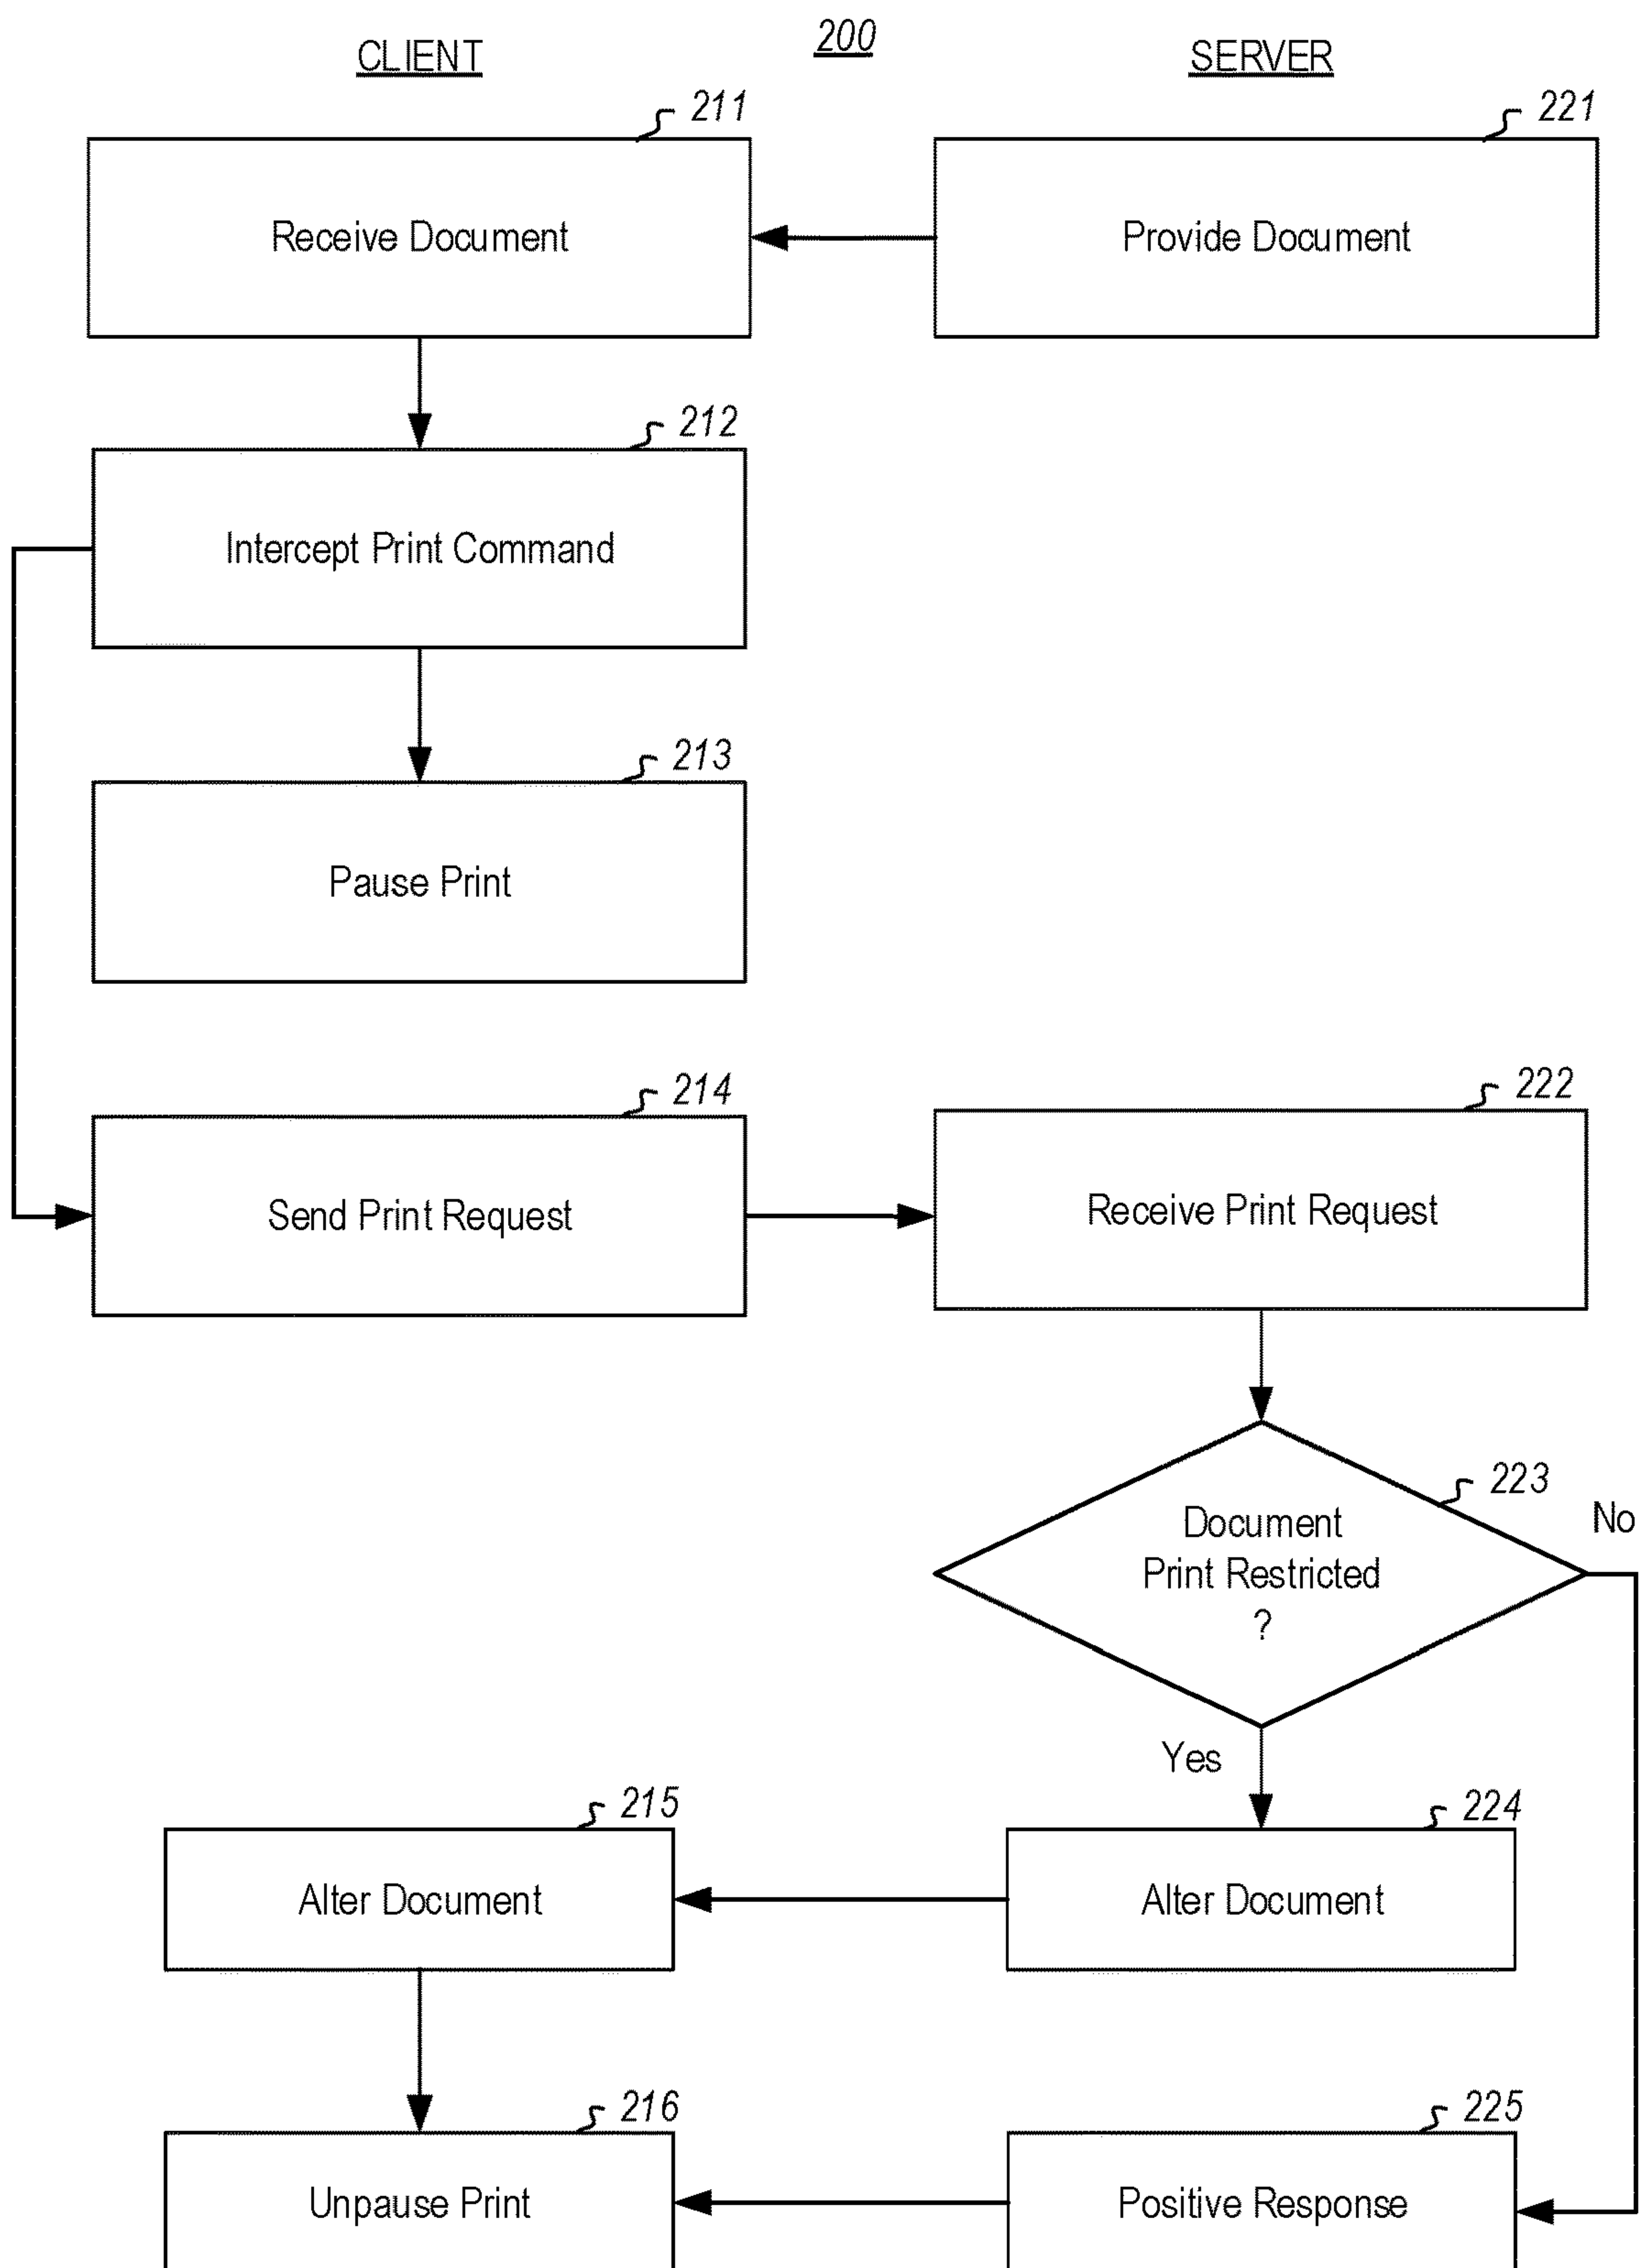 200
CLIENT
SERVER
211
221
Receive Document
Provide Document
212
Intercept Print Command
213
Pause Print
214
222
Send Print Request
Receive Print Request
223
No
Document
Print Restricted
?
Yes
215
224
Alter Document
Alter Document
216
225
Unpause Print
Positive Response